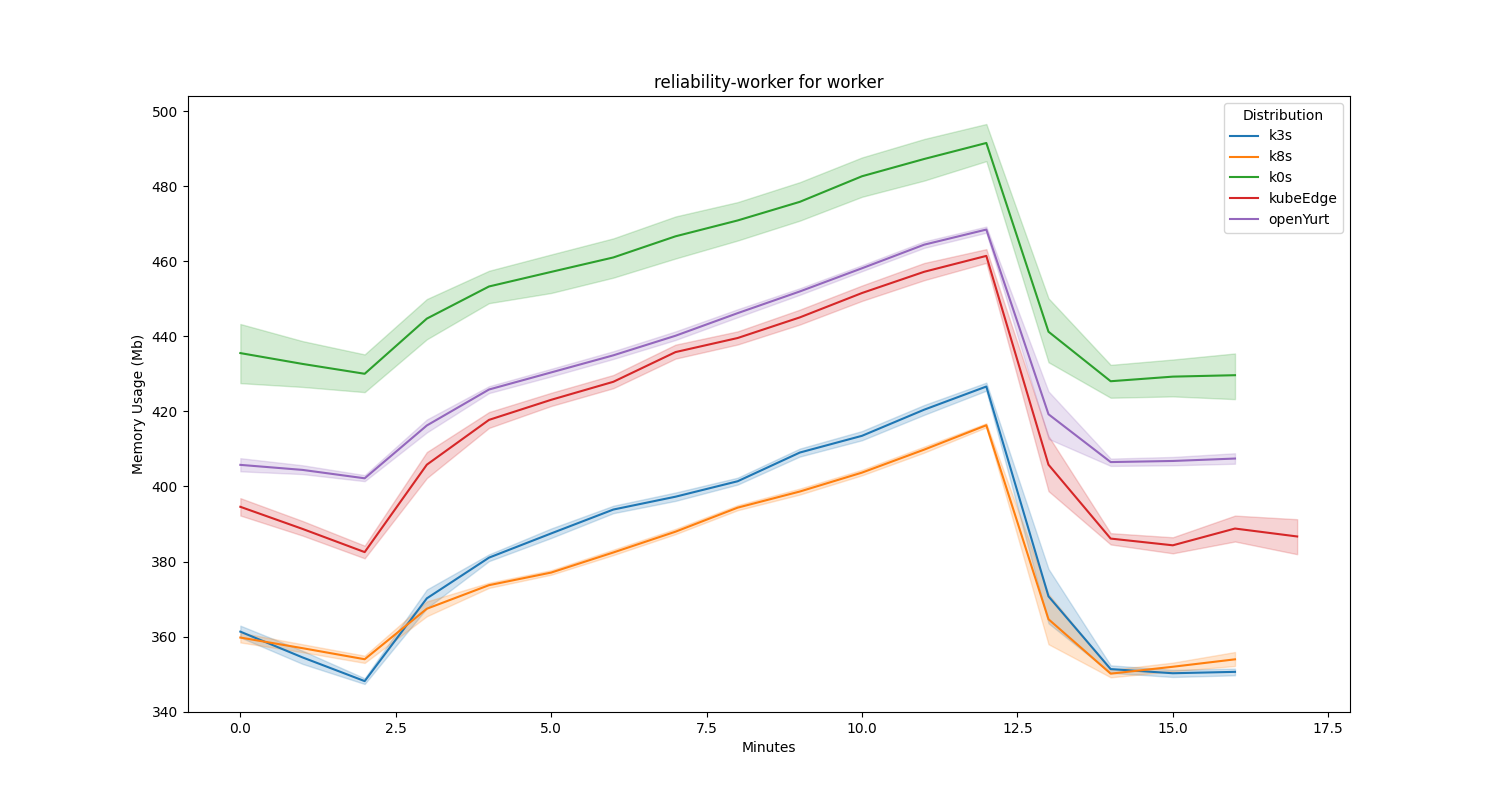 reliability-worker for worker
Memory Usage (Mb)
500
480
460
440
420
400
380
360
340
0.0
2.5
5.0
7.5
10.0
12.5
15.0
17.5
Minutes
Distribution
k3s
k8s
k0s
kubeEdge
openYurt